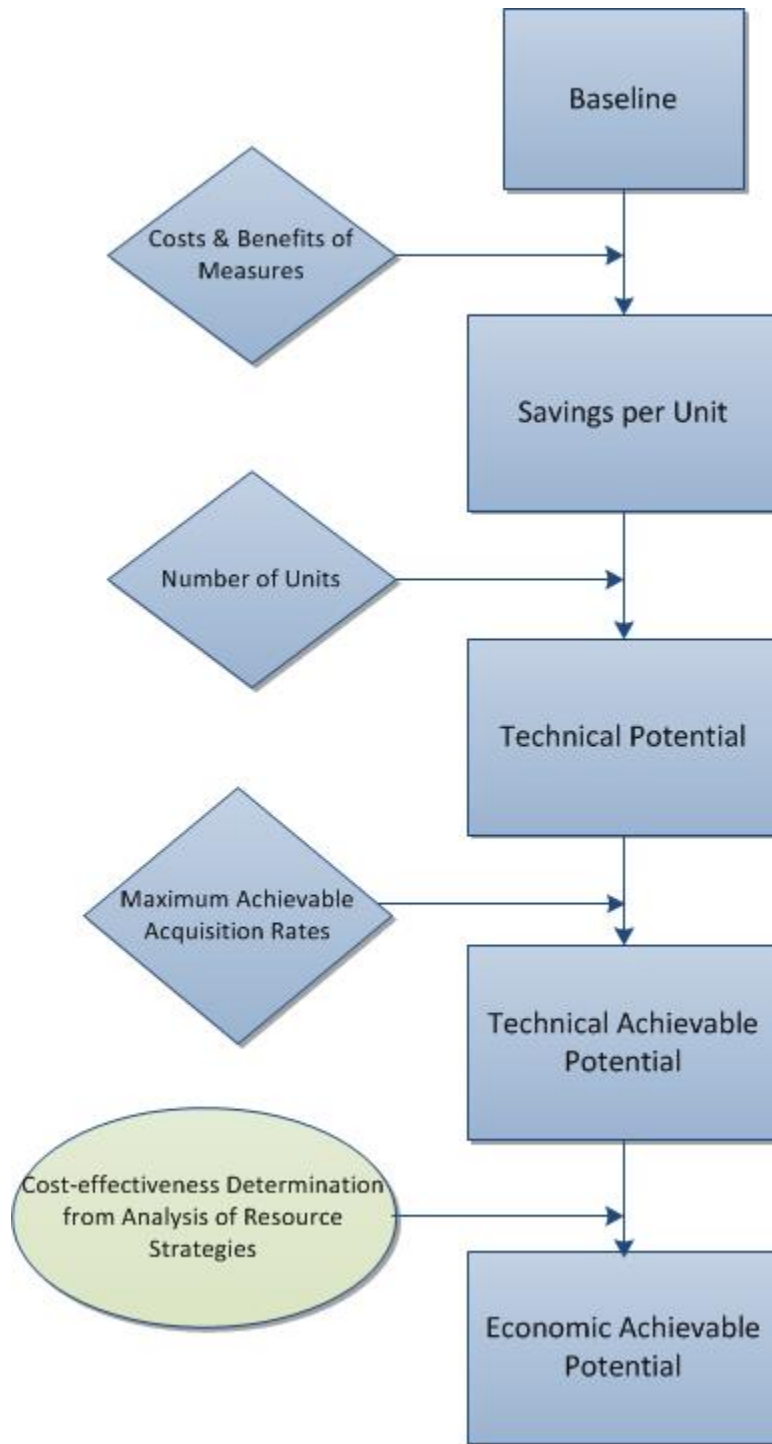 Baseline
Costs & Benefits of
Measures
Savings per Unit
Number of Units
Technical Potential
Maximum Achievable
Acquisition Rates
Technical Achievable
Potential
Cost-effectiveness Determination
from Analysis of Resource
Strategies
Economic Achievable
Potential